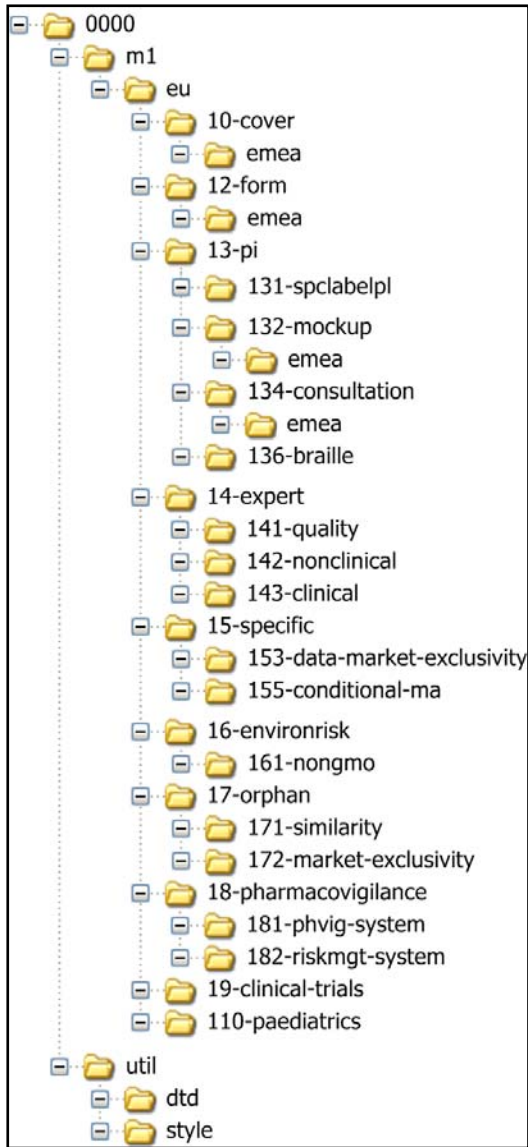 0000
m1
eu
10-cover
emea
12-form
emea
13-pi
131-spclabelpl
132-mockup
emea
134-consultation
emea
136-braille
14-expert
141-quality
142-nonclinical
143-clinical
15-specific
153-data-market-exclusivity
155-conditional-ma
16-environrisk
161-nongmo
17-orphan
171-similarity
172-market-exclusivity
18-pharmacovigilance
181-phvig-system
182-riskmgt-system
19-clinical-trials
110-paediatrics
util
dtd
style